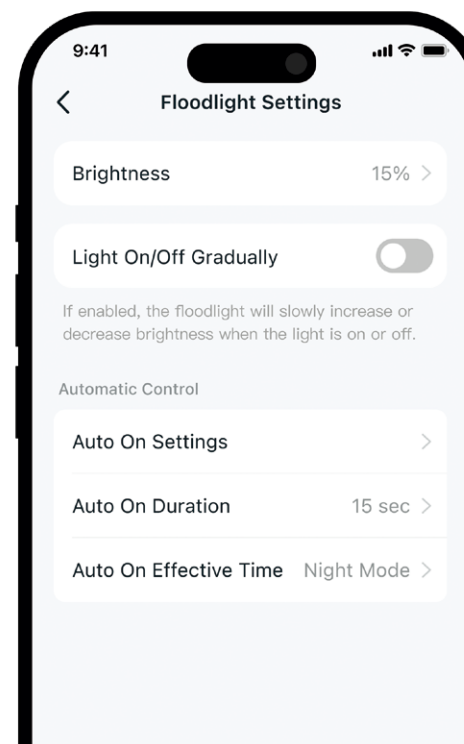 9:41
Floodlight Settings
Brightness 15%
Light On/Off Gradually
If enabled, the floodlight will slowly increase or
decrease brightness when the light is on or off.
Automatic Control
Auto On Settings
Auto On Duration 15 sec
Auto On Effective Time Night Mode